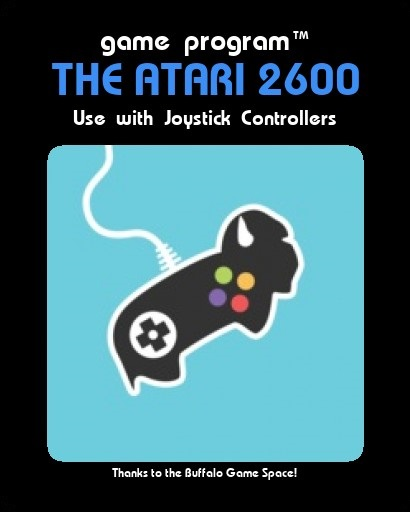 game program™
THE ATARI 2600
Use with Joystick Controllers
Thanks to the Buffalo Game Space!